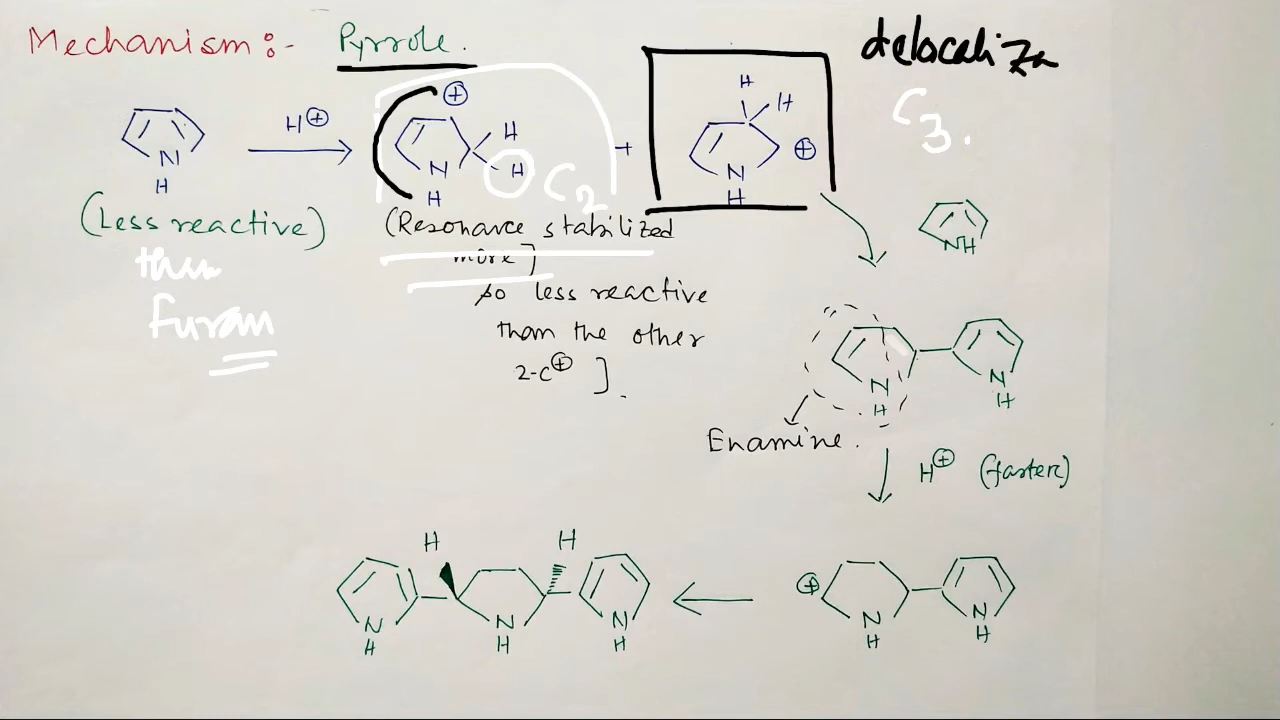 Mechanism:- Pyrrole.
delocaliza
C3.
H⊕
⊕
H
H
N
H
C2
+
H
H
⊕
N
H
N
H
(Less reactive)
than
furan
(Resonance stabilized
more]
so less reactive
than the other
2-C⊕ ].
NH
N
H
N
H
Enamine.
H⊕ (faster)
H
H
N
H
N
H
N
H
⊕
N
H
N
H